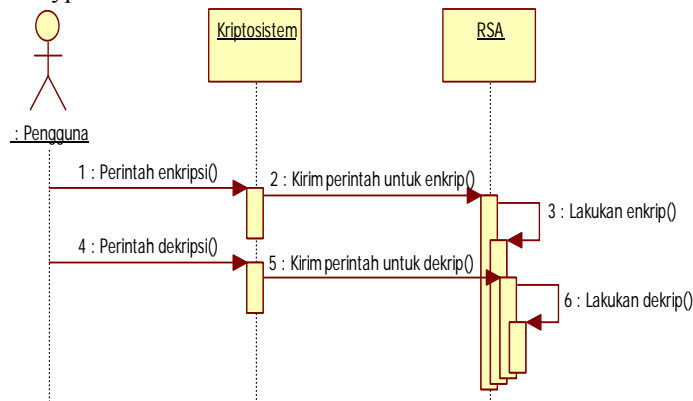 Kriptosistem
RSA
: Pengguna
1 : Perintah enkripsi()
2 : Kirim perintah untuk enkrip()
3 : Lakukan enkrip()
4 : Perintah dekripsi()
5 : Kirim perintah untuk dekrip()
6 : Lakukan dekrip()